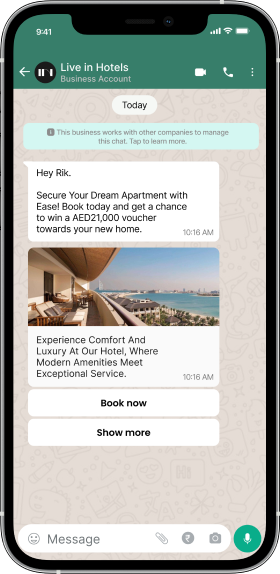 9:41
Live in Hotels
Business Account
Today
This business works with other companies to manage
this chat. Tap to learn more.
Hey Rik.
Secure Your Dream Apartment with
Ease! Book today and get a chance
to win a AED21,000 voucher
towards your new home.
10:16 AM
Experience Comfort And
Luxury At Our Hotel, Where
Modern Amenities Meet
Exceptional Service.
10:16 AM
Book now
Show more
Message